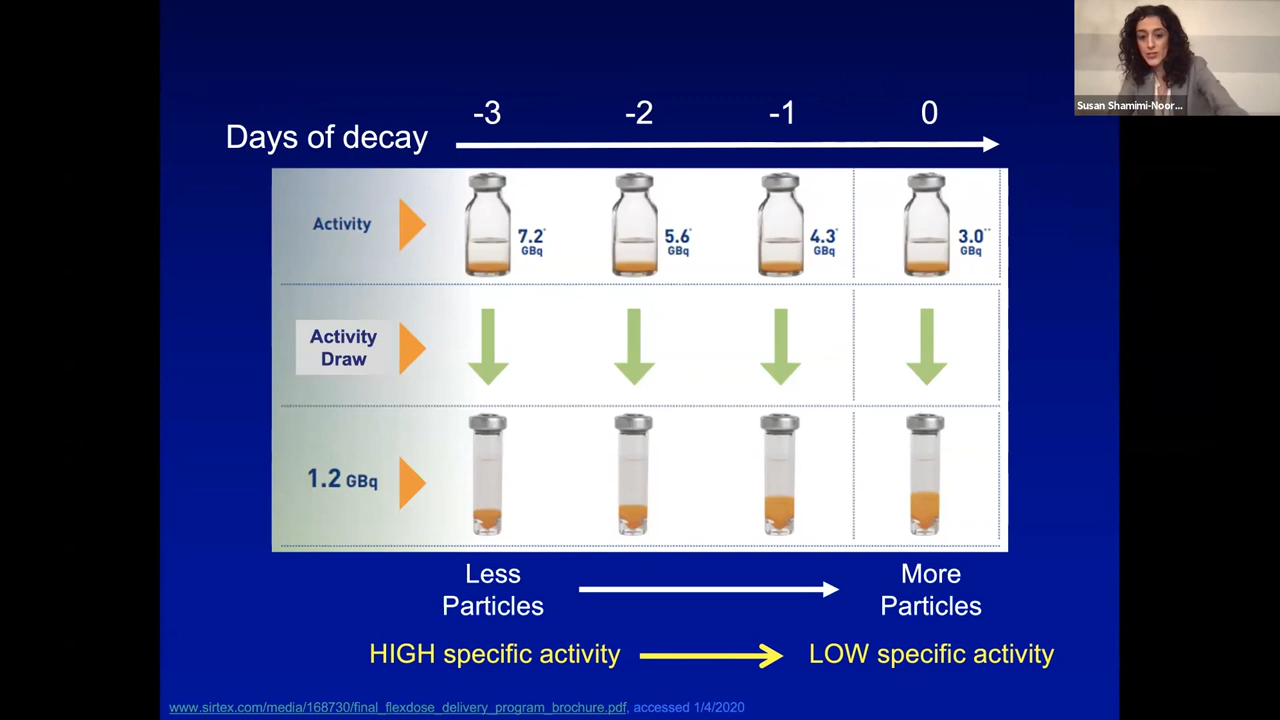 Susan Shamimi-Noor...
Days of decay
-3 -2 -1 0
Activity
7.2*
GBq
5.6*
GBq
4.3*
GBq
3.0**
GBq
Activity
Draw
1.2 GBq
Less
Particles
More
Particles
HIGH specific activity
LOW specific activity
www.sirtex.com/media/168730/final_flexdose_delivery_program_brochure.pdf, accessed 1/4/2020